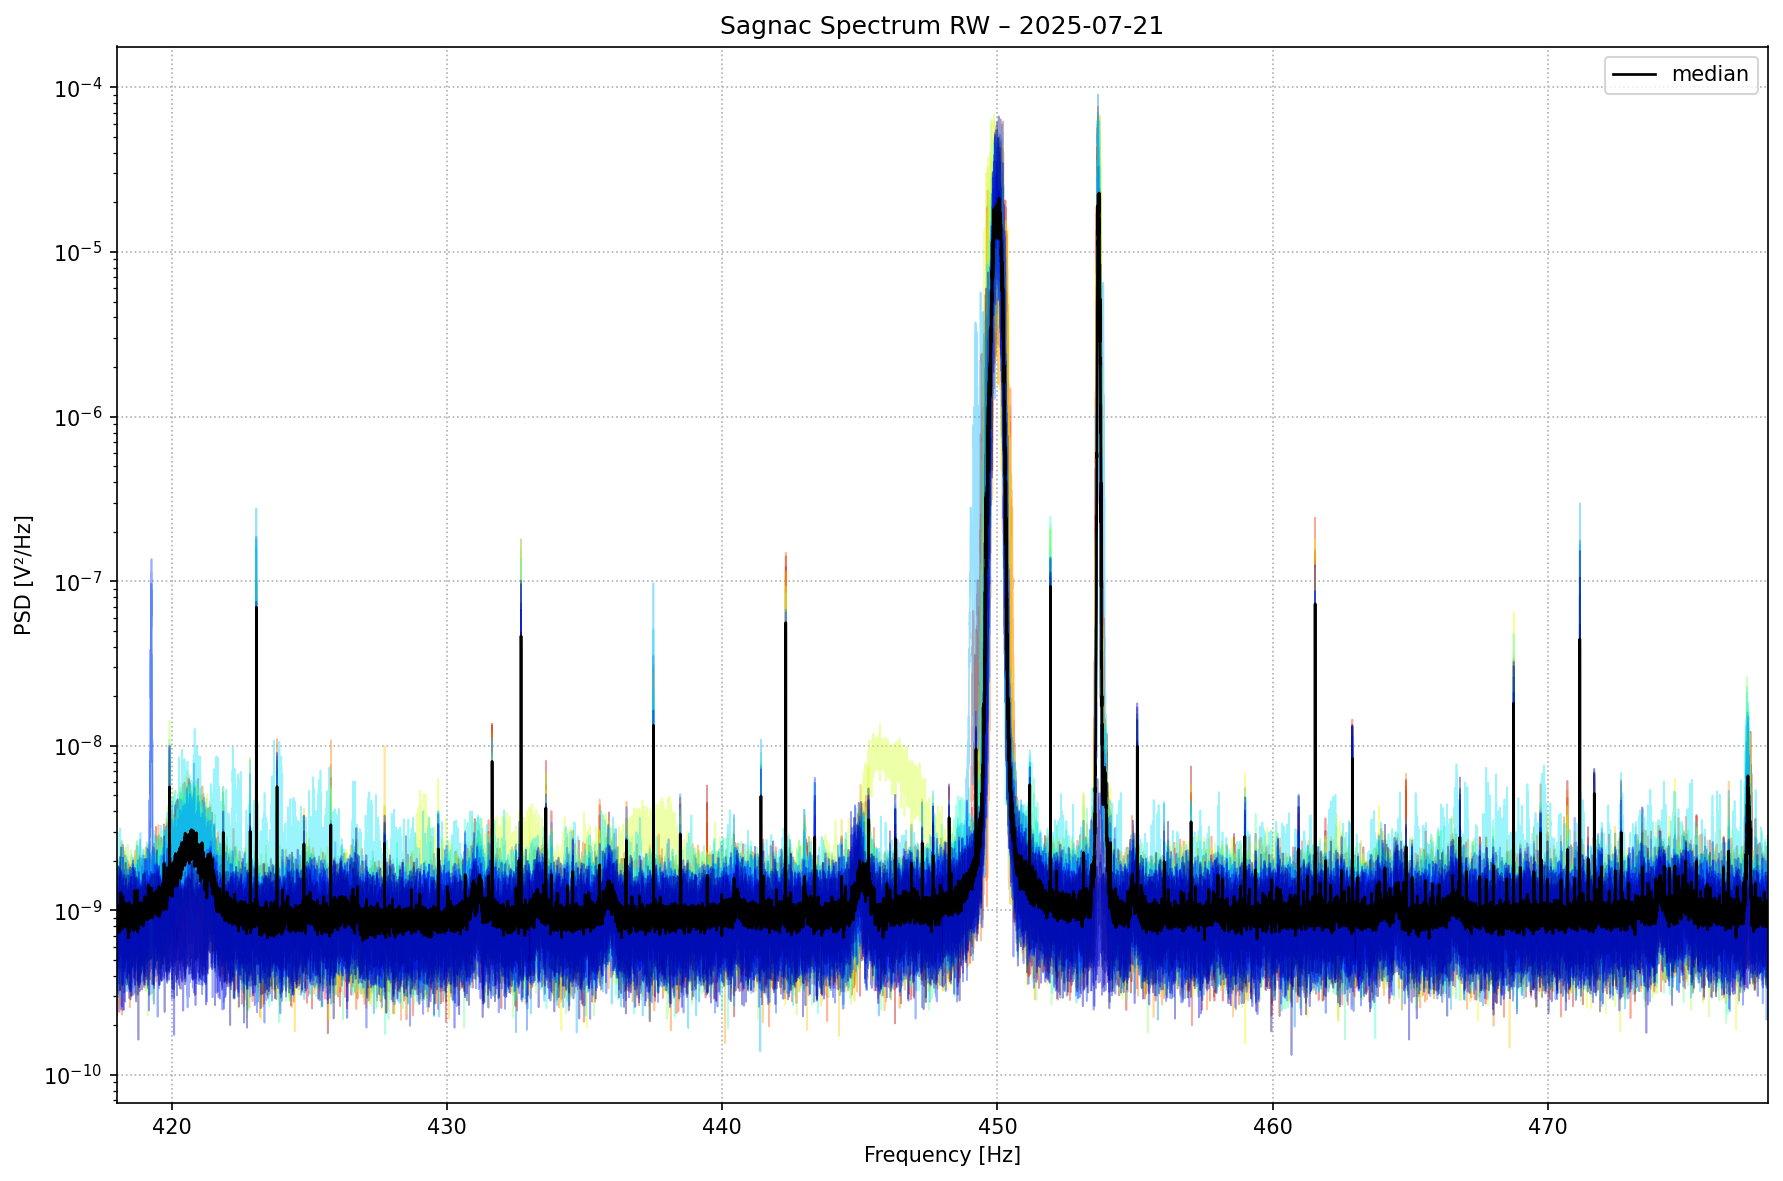 Sagnac Spectrum RW – 2025-07-21
median
10⁻⁴
10⁻⁵
10⁻⁶
10⁻⁷
10⁻⁸
10⁻⁹
10⁻¹⁰
PSD [V²/Hz]
420 430 440 450 460 470
Frequency [Hz]